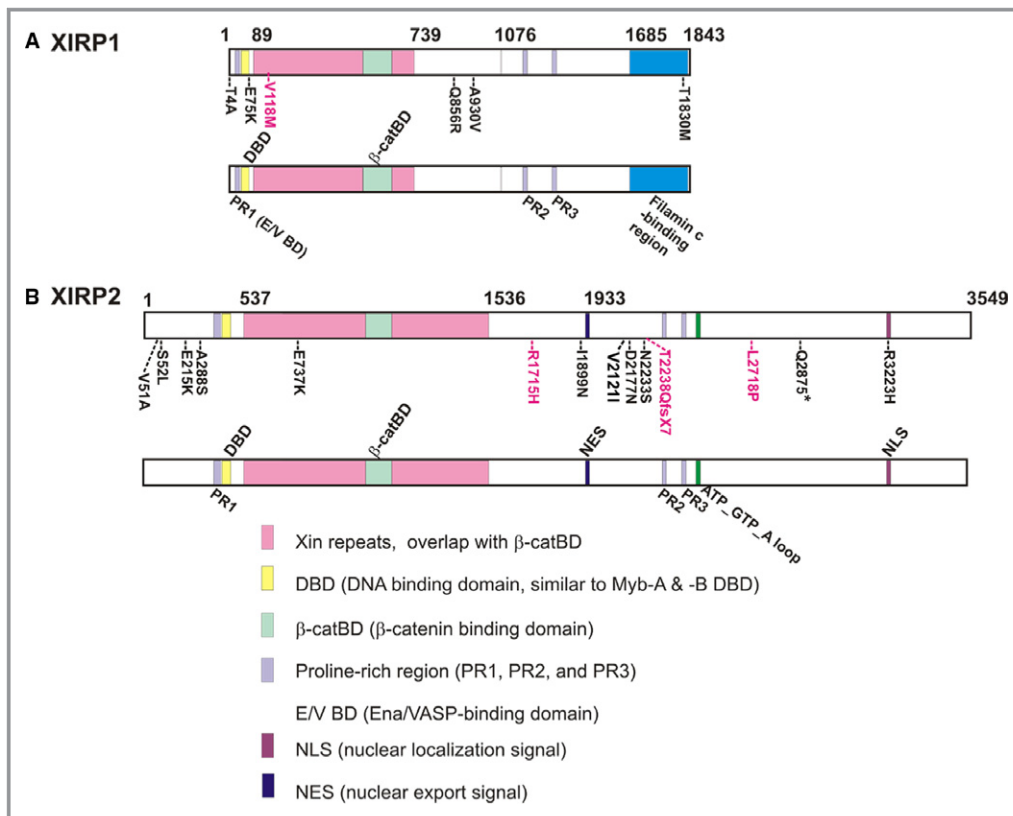 A XIRP1
1 89 739 1076 1685 1843
T4A
E75K
V118M
Q856R
A930V
T1830M
DBD
β-catBD
PR1 (E/V BD)
PR2
PR3
Filamin c
-binding
region
B XIRP2
1 537 1536 1933 3549
V51A
S52L
E215K
A288S
E737K
R1715H
I1899N
V2121I
D2177N
N2233S
T2238QfsX7
L2718P
Q2875*
R3223H
DBD
β-catBD
NES
NLS
PR1
PR2
PR3
ATP_GTP_A loop
Xin repeats, overlap with β-catBD
DBD (DNA binding domain, similar to Myb-A & -B DBD)
β-catBD (β-catenin binding domain)
Proline-rich region (PR1, PR2, and PR3)
E/V BD (Ena/VASP-binding domain)
NLS (nuclear localization signal)
NES (nuclear export signal)